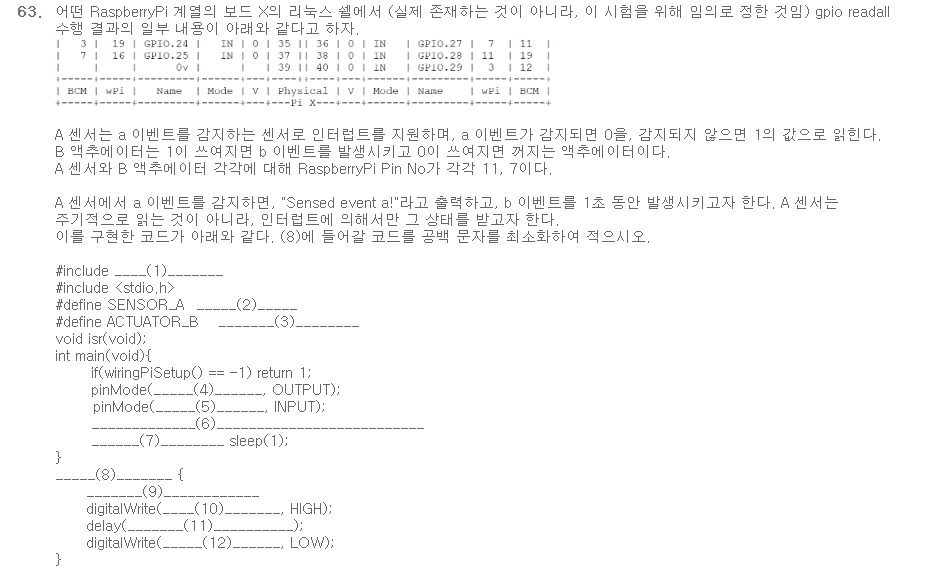 63. 어떤 RaspberryPi 계열의 보드 X의 리눅스 쉘에서 (실제 존재하는 것이 아니라, 이 시험을 위해 임의로 정한 것임) gpio readall
수행 결과의 일부 내용이 아래와 같다고 하자.
| 3 | 19 | GPIO.24 | IN | 0 | 35 || 36 | 0 | IN | GPIO.27 | 7 | 11 |
| 7 | 16 | GPIO.25 | IN | 0 | 37 || 38 | 0 | IN | GPIO.28 | 11 | 19 |
| | | 0v | | | 39 || 40 | 0 | IN | GPIO.29 | 3 | 12 |
+-----+-----+---------+------+---+----++----+---+------+---------+-----+-----+
| BCM | wPi | Name | Mode | V | Physical | V | Mode | Name | wPi | BCM |
+-----+-----+---------+------+---+---Pi X---+---+------+---------+-----+-----+
A 센서는 a 이벤트를 감지하는 센서로 인터럽트를 지원하며, a 이벤트가 감지되면 0을, 감지되지 않으면 1의 값으로 읽힌다.
B 액추에이터는 1이 쓰여지면 b 이벤트를 발생시키고 0이 쓰여지면 꺼지는 액추에이터이다.
A 센서와 B 액추에이터 각각에 대해 RaspberryPi Pin No가 각각 11, 7이다.
A 센서에서 a 이벤트를 감지하면, "Sensed event a!"라고 출력하고, b 이벤트를 1초 동안 발생시키고자 한다. A 센서는
주기적으로 읽는 것이 아니라, 인터럽트에 의해서만 그 상태를 받고자 한다.
이를 구현한 코드가 아래와 같다. (8)에 들어갈 코드를 공백 문자를 최소화하여 적으시오.
#include ____(1)_______
#include <stdio.h>
#define SENSOR_A _____(2)_____
#define ACTUATOR_B _______(3)________
void isr(void);
int main(void){
if(wiringPiSetup() == -1) return 1;
pinMode(_____(4)______, OUTPUT);
pinMode(_____(5)______, INPUT);
_____________(6)__________________________
______(7)________ sleep(1);
}
_____(8)_______ {
_______(9)____________
digitalWrite(____(10)_______, HIGH);
delay(_______(11)__________);
digitalWrite(_____(12)______, LOW);
}